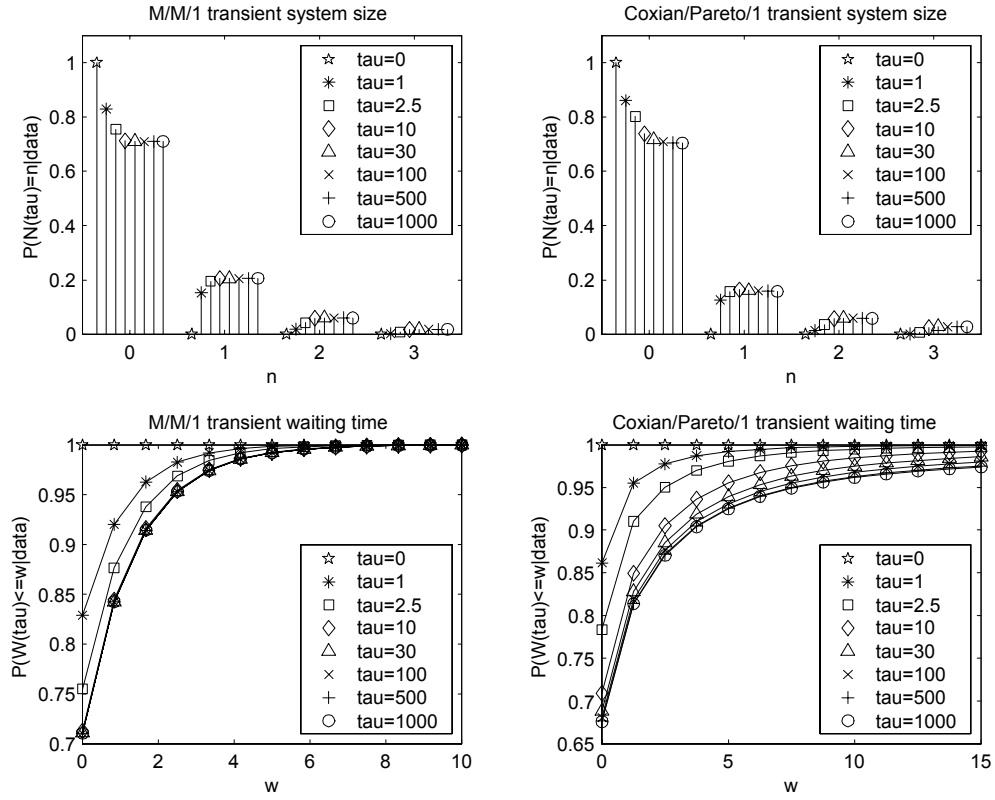 M/M/1 transient system size
P(N(tau)=n|data)
1
0.8
0.6
0.4
0.2
0
tau=0
tau=1
tau=2.5
tau=10
tau=30
tau=100
tau=500
tau=1000
0 1 2 3
n
Coxian/Pareto/1 transient system size
P(N(tau)=n|data)
1
0.8
0.6
0.4
0.2
0
tau=0
tau=1
tau=2.5
tau=10
tau=30
tau=100
tau=500
tau=1000
0 1 2 3
n
M/M/1 transient waiting time
P(W(tau)<=w|data)
1
0.95
0.9
0.85
0.8
0.75
0.7
tau=0
tau=1
tau=2.5
tau=10
tau=30
tau=100
tau=500
tau=1000
0 2 4 6 8 10
w
Coxian/Pareto/1 transient waiting time
P(W(tau)<=w|data)
1
0.95
0.9
0.85
0.8
0.75
0.7
0.65
tau=0
tau=1
tau=2.5
tau=10
tau=30
tau=100
tau=500
tau=1000
0 5 10 15
w